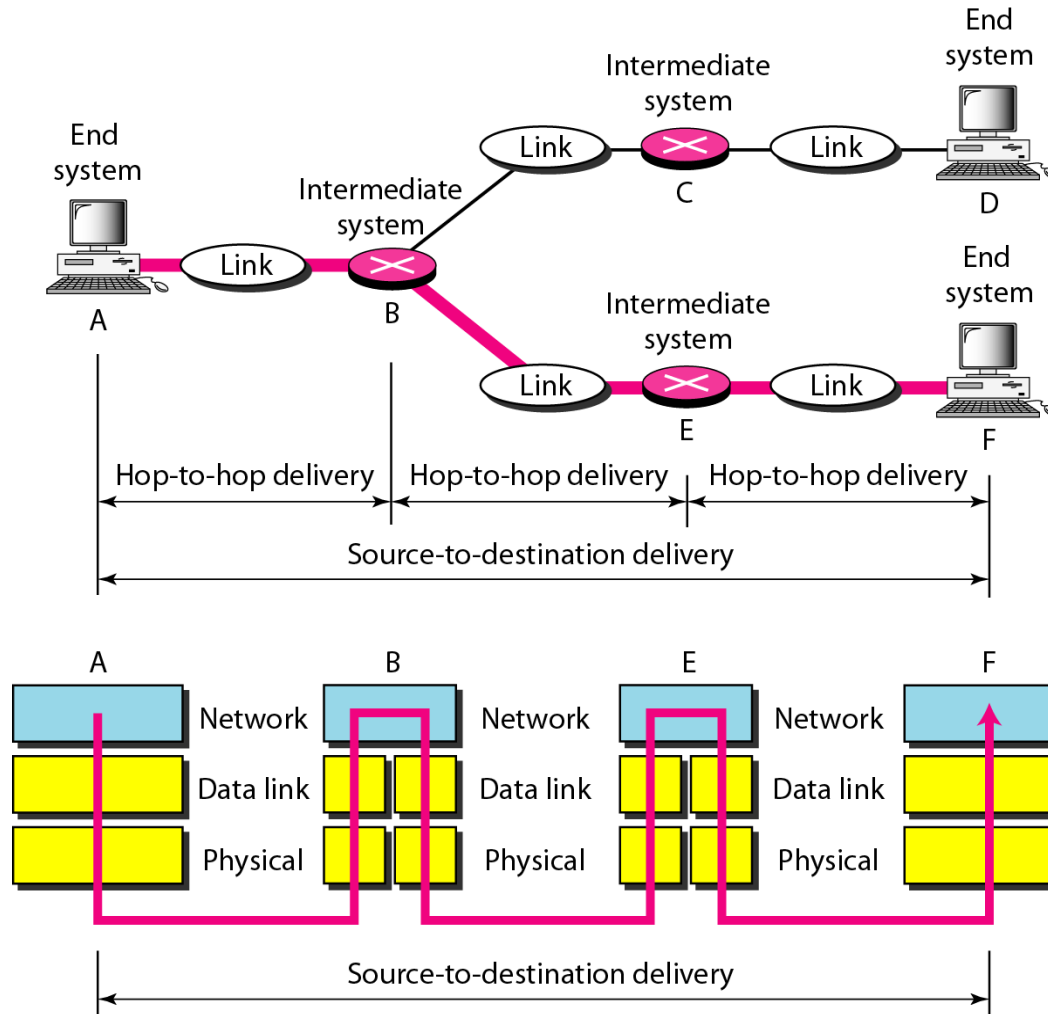 End
system
Intermediate
system
Link
C
Link
D
End
system
Intermediate
system
Link
A
B
Intermediate
system
Link
E
Link
End
system
F
Hop-to-hop delivery
Hop-to-hop delivery
Hop-to-hop delivery
Source-to-destination delivery
A
B
E
F
Network
Network
Network
Data link
Data link
Data link
Physical
Physical
Physical
Source-to-destination delivery